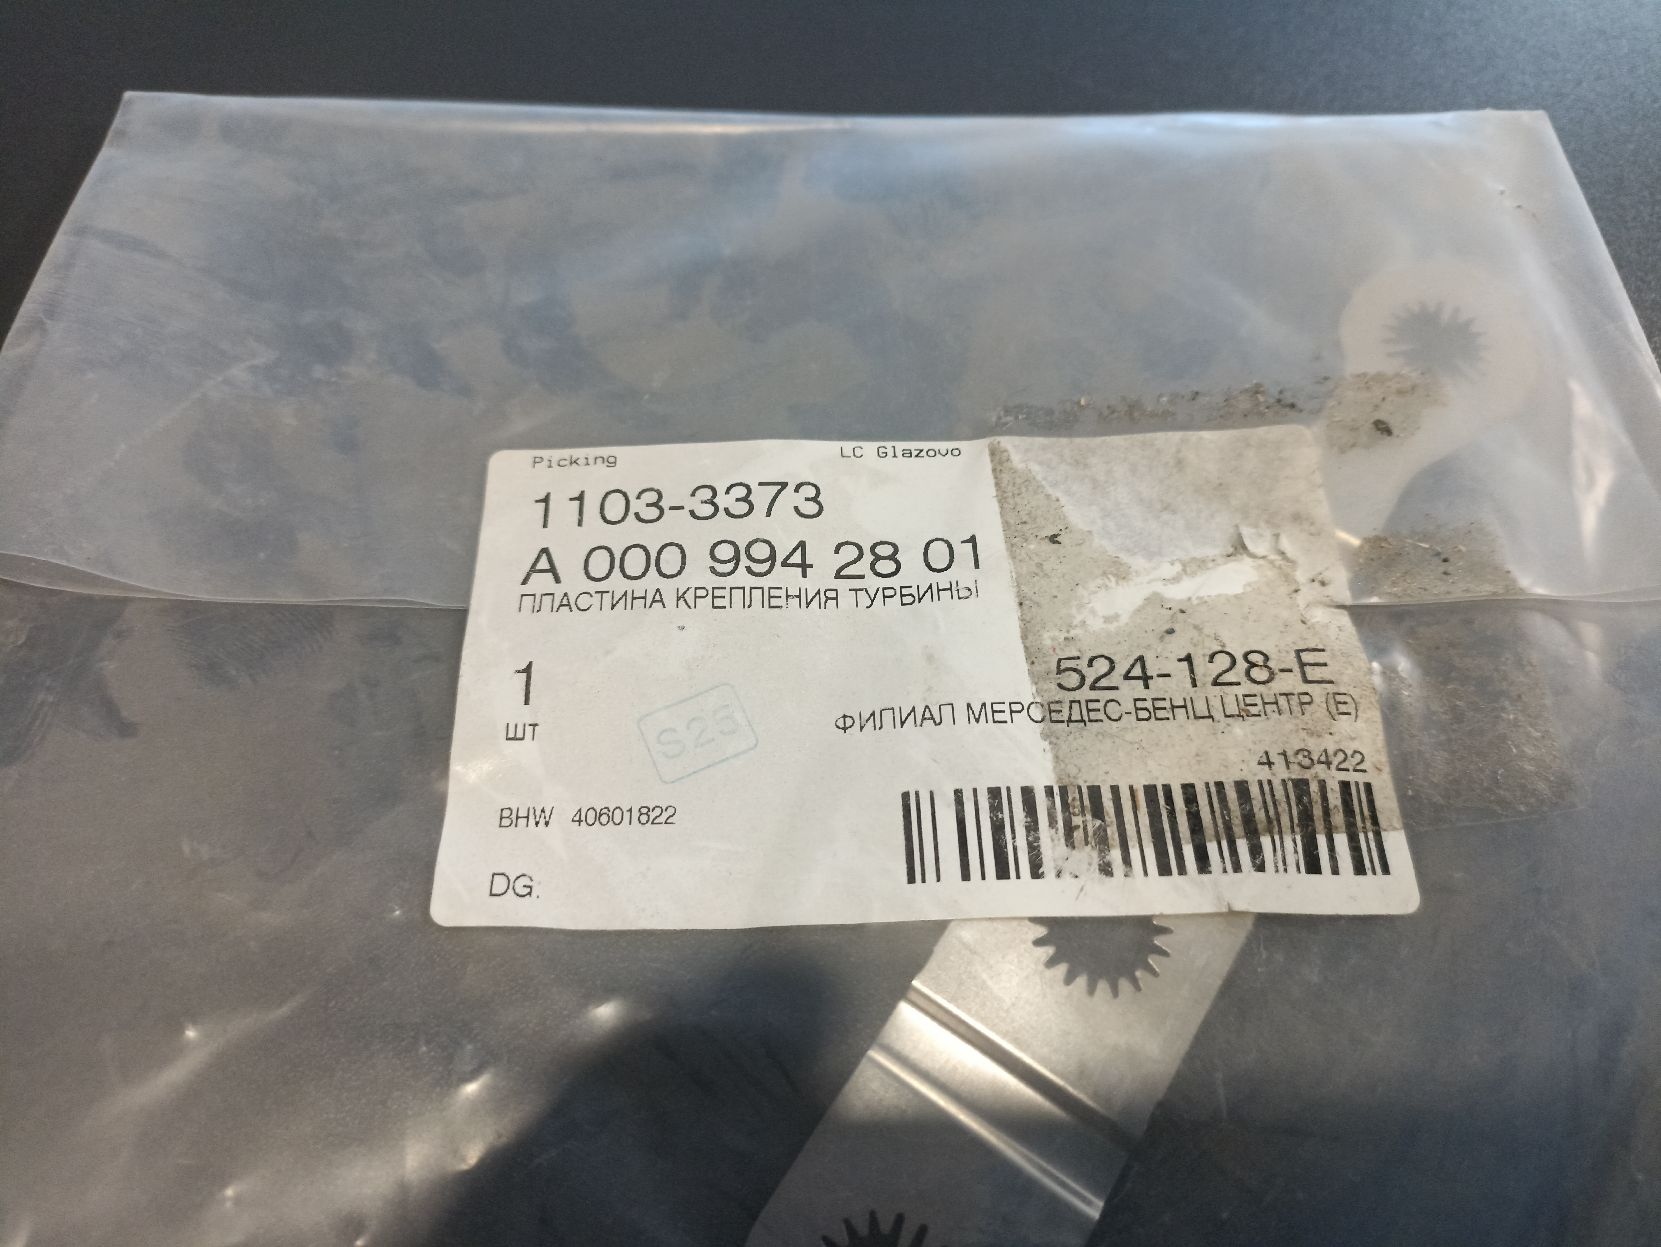 Picking LC Glazovo
1103-3373
A 000 994 28 01
ПЛАСТИНА КРЕПЛЕНИЯ ТУРБИНЫ
1
шт
524-128-E
ФИЛИАЛ МЕРСЕДЕС-БЕНЦ ЦЕНТР (Е)
S25
413422
BHW 40601822
DG.